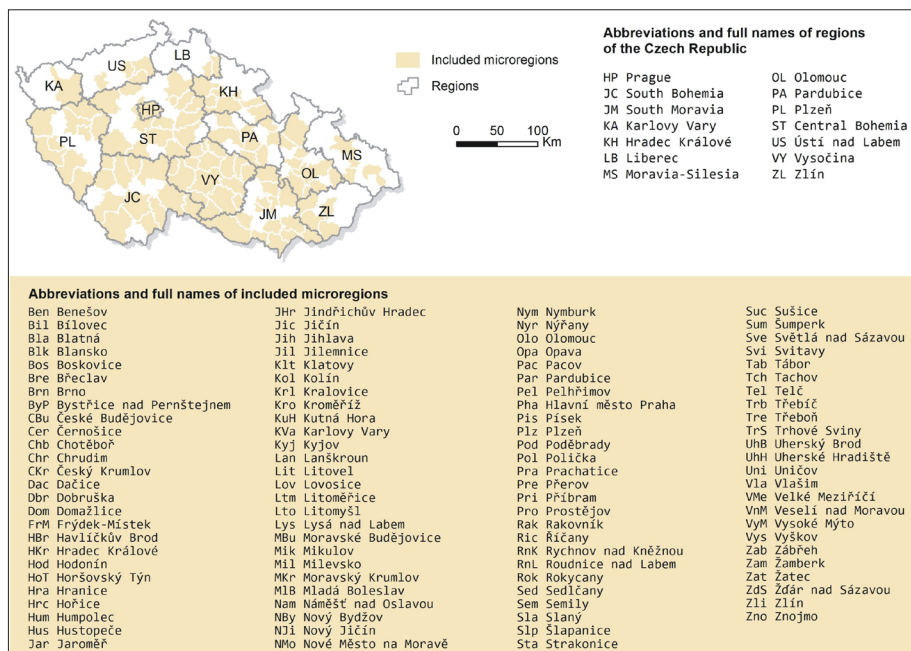 US
LB
KA
KH
HP
PL
ST
PA
MS
VY
OL
JC
JM
ZL
Included microregions
Regions
0 50 100
Km
Abbreviations and full names of regions
of the Czech Republic
HP Prague
JC South Bohemia
JM South Moravia
KA Karlovy Vary
KH Hradec Králové
LB Liberec
MS Moravia-Silesia
OL Olomouc
PA Pardubice
PL Plzeň
ST Central Bohemia
US Ústí nad Labem
VY Vysočina
ZL Zlín
Abbreviations and full names of included microregions
Ben Benešov
Bil Bílovec
Bla Blatná
Blk Blansko
Bos Boskovice
Bre Břeclav
Brn Brno
ByP Bystřice nad Pernštejnem
CBu České Budějovice
Cer Černošice
Chb Chotěboř
Chr Chrudim
CKr Český Krumlov
Dac Dačice
Dbr Dobruška
Dom Domažlice
FrM Frýdek-Místek
HBr Havlíčkův Brod
HKr Hradec Králové
Hod Hodonín
HoT Horšovský Týn
Hra Hranice
Hrc Hořice
Hum Humpolec
Hus Hustopeče
Jar Jaroměř
JHr Jindřichův Hradec
Jic Jičín
Jih Jihlava
Jil Jilemnice
Klt Klatovy
Kol Kolín
Krl Kralovice
Kro Kroměříž
KuH Kutná Hora
KVa Karlovy Vary
Kyj Kyjov
Lan Lanškroun
Lit Litovel
Lov Lovosice
Ltm Litoměřice
Lto Litomyšl
Lys Lysá nad Labem
MBu Moravské Budějovice
Mik Mikulov
Mil Milevsko
MKr Moravský Krumlov
MlB Mladá Boleslav
Nam Náměšť nad Oslavou
NBy Nový Bydžov
NJi Nový Jičín
NMo Nové Město na Moravě
Nym Nymburk
Nyr Nýřany
Olo Olomouc
Opa Opava
Pac Pacov
Par Pardubice
Pel Pelhřimov
Pha Hlavní město Praha
Pis Písek
Plz Plzeň
Pod Poděbrady
Pol Polička
Pra Prachatice
Pre Přerov
Pri Příbram
Pro Prostějov
Rak Rakovník
Ric Říčany
RnK Rychnov nad Kněžnou
RnL Roudnice nad Labem
Rok Rokycany
Sed Sedlčany
Sem Semily
Sla Slaný
Slp Šlapanice
Sta Strakonice
Suc Sušice
Sum Šumperk
Sve Světlá nad Sázavou
Svi Svitavy
Tab Tábor
Tch Tachov
Tel Telč
Trb Třebíč
Tre Třeboň
TrS Trhové Sviny
UhB Uherský Brod
UhH Uherské Hradiště
Uni Uničov
Vla Vlašim
VMe Velké Meziříčí
VnM Veselí nad Moravou
VyM Vysoké Mýto
Vys Vyškov
Zab Zábřeh
Zam Žamberk
Zat Žatec
ZdS Žďár nad Sázavou
Zli Zlín
Zno Znojmo